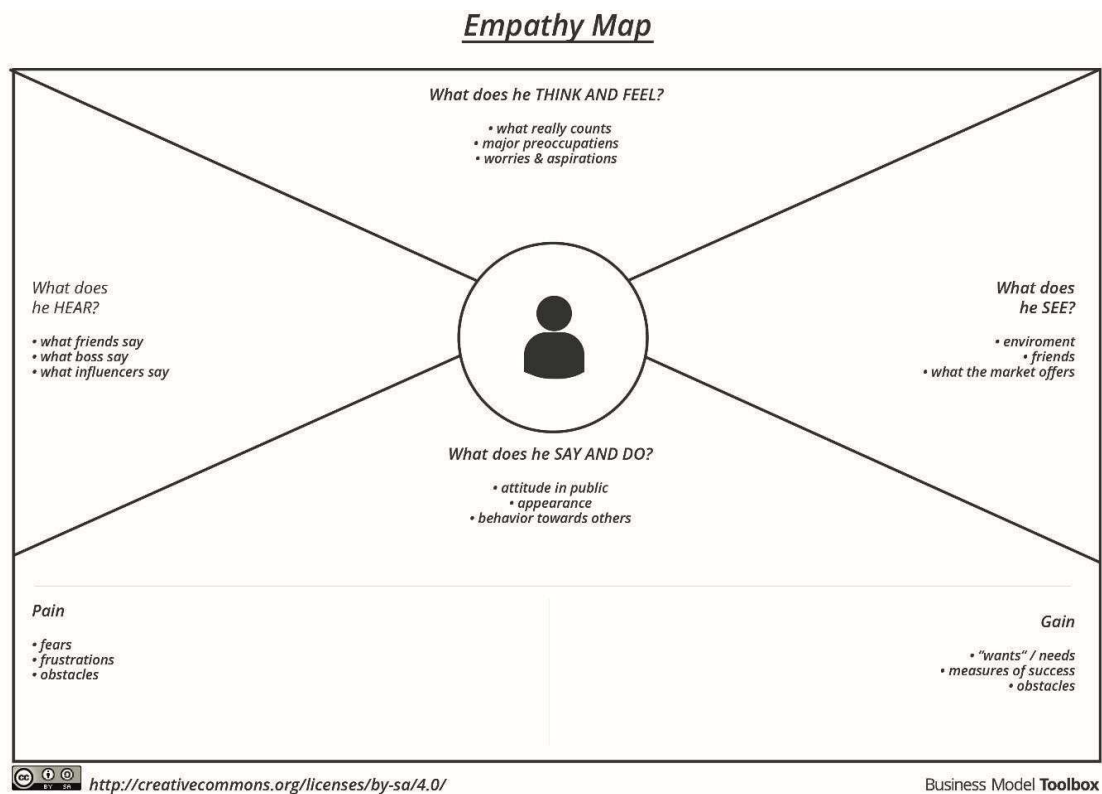 Empathy Map
What does he THINK AND FEEL?
• what really counts
• major preoccupatiens
• worries & aspirations
What does
he HEAR?
• what friends say
• what boss say
• what influencers say
What does
he SEE?
• enviroment
• friends
• what the market offers
What does he SAY AND DO?
• attitude in public
• appearance
• behavior towards others
Pain
• fears
• frustrations
• obstacles
Gain
• "wants" / needs
• measures of success
• obstacles
cc BY SA
http://creativecommons.org/licenses/by-sa/4.0/
Business Model Toolbox